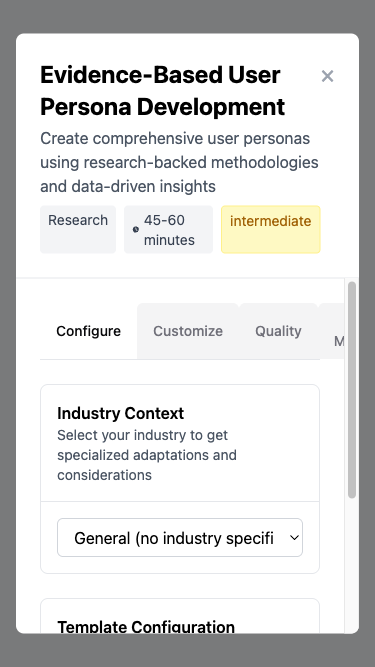 Evidence-Based User
Persona Development
Create comprehensive user personas
using research-backed methodologies
and data-driven insights
Research
45-60
minutes
intermediate
Configure
Customize
Quality
M
Industry Context
Select your industry to get
specialized adaptations and
considerations
General (no industry specifi
Template Configuration